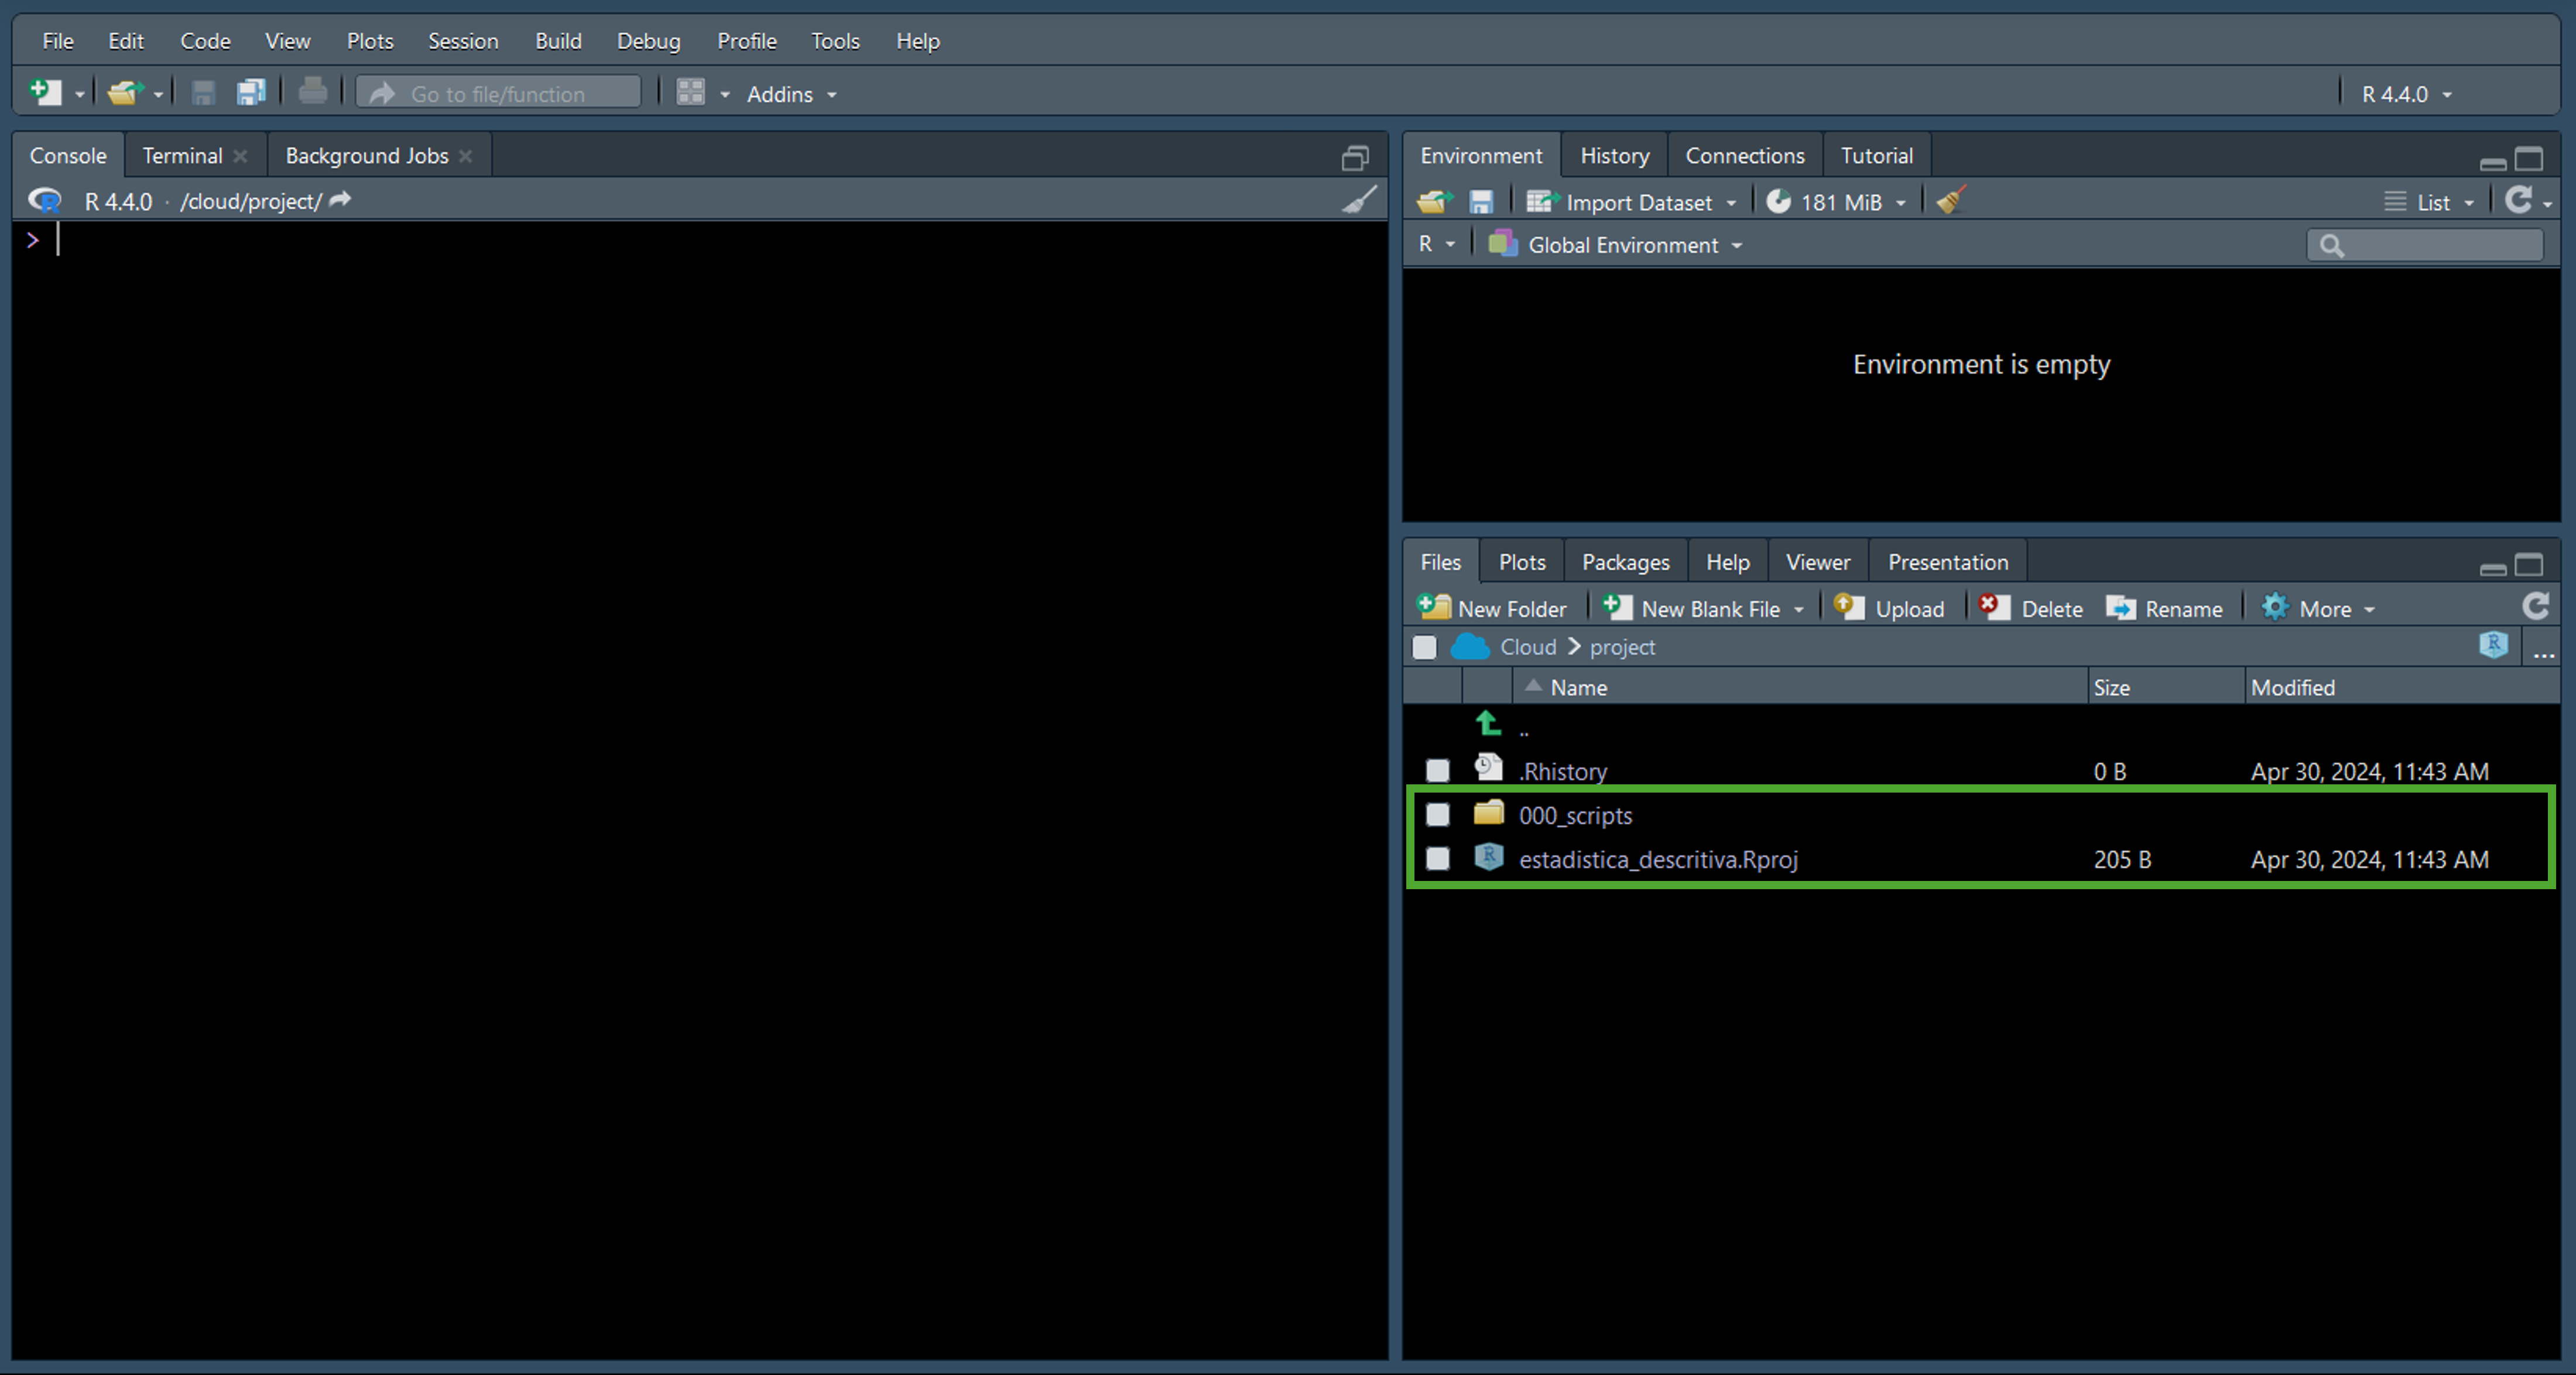 File Edit Code View Plots Session Build Debug Profile Tools Help
Go to file/function Addins R 4.4.0
Console Terminal Background Jobs
R 4.4.0 · /cloud/project/
>
Environment History Connections Tutorial
Import Dataset 181 MiB List
R Global Environment
Environment is empty
Files Plots Packages Help Viewer Presentation
New Folder New Blank File Upload Delete Rename More
Cloud > project ...
Name Size Modified
..
.Rhistory 0 B Apr 30, 2024, 11:43 AM
000_scripts
estadistica_descritiva.Rproj 205 B Apr 30, 2024, 11:43 AM